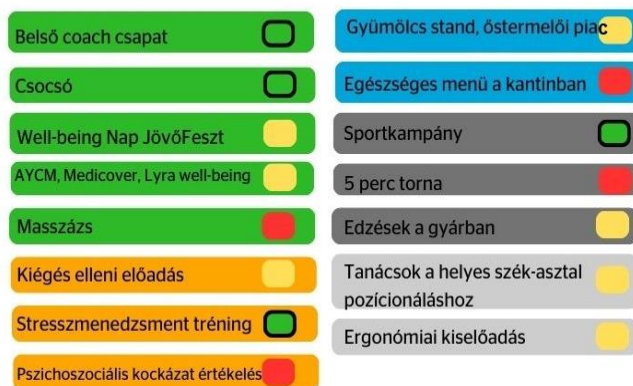 Belső coach csapat
Csocsó
Well-being Nap JövőFeszt
AYCM, Medicover, Lyra well-being
Masszázs
Kiégés elleni előadás
Stresszmenedzsment tréning
Pszichoszociális kockázat értékelés
Gyümölcs stand, őstermelői piac
Egészséges menü a kantinban
Sportkampány
5 perc torna
Edzések a gyárban
Tanácsok a helyes szék-asztal
pozícionáláshoz
Ergonómiai kiselőadás